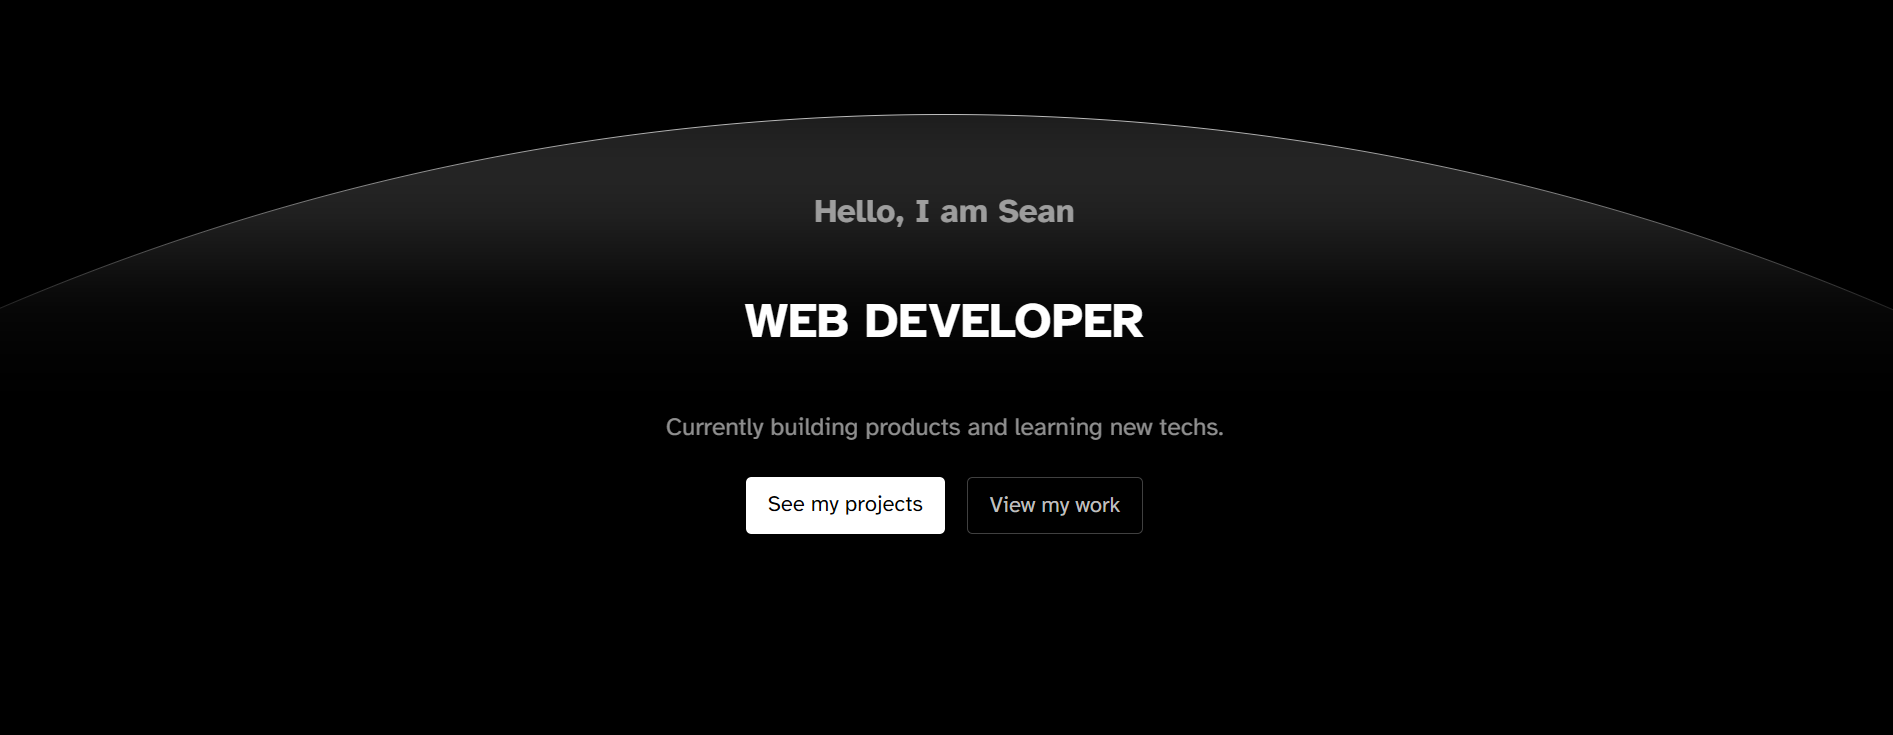 Hello, I am Sean
WEB DEVELOPER
Currently building products and learning new techs.
See my projects
View my work